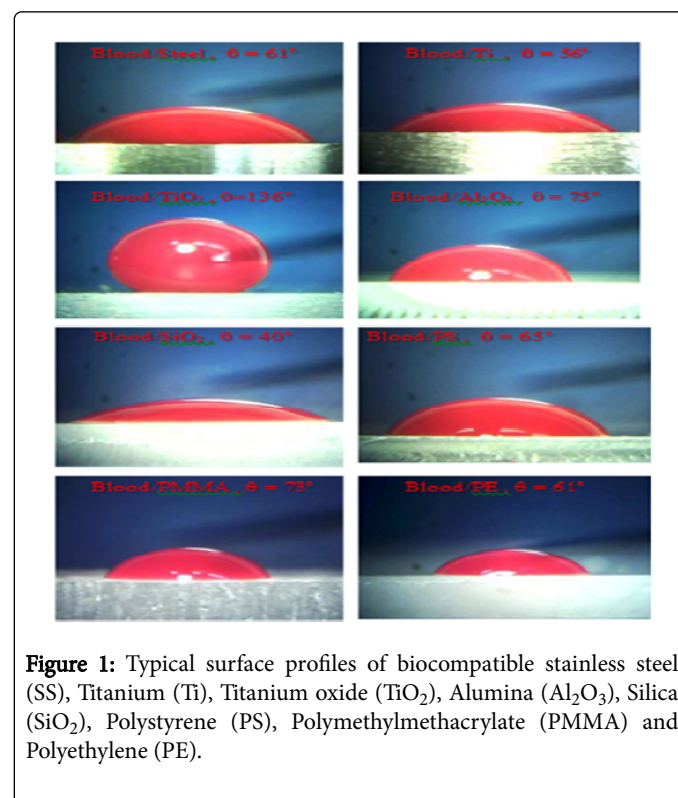 Blood/Steel, θ = 61°
Blood/Ti, θ = 56°
Blood/TiO₂, θ=136°
Blood/Al₂O₃, θ = 75°
Blood/SiO₂, θ = 40°
Blood/PS, θ = 65°
Blood/PMMA, θ = 73°
Blood/PE, θ = 61°
Figure 1: Typical surface profiles of biocompatible stainless steel
(SS), Titanium (Ti), Titanium oxide (TiO₂), Alumina (Al₂O₃), Silica
(SiO₂), Polystyrene (PS), Polymethylmethacrylate (PMMA) and
Polyethylene (PE).